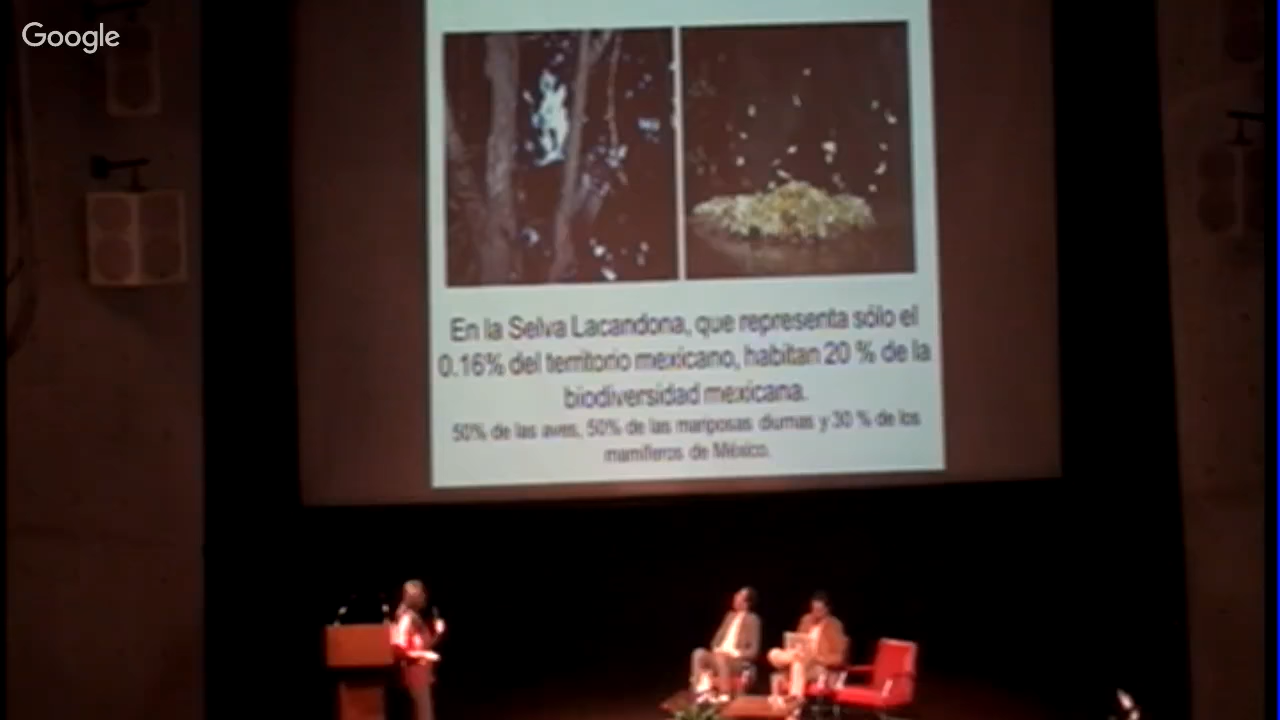 Google
En la Selva Lacandona, que representa sólo el
0.16% del territorio mexicano, habitan 20 % de la
biodiversidad mexicana.
50% de las aves, 50% de las mariposas diurnas y 30 % de los
mamíferos de México.